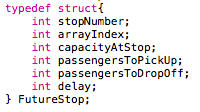 typedef struct{
    int stopNumber;
    int arrayIndex;
    int capacityAtStop;
    int passengersToPickUp;
    int passengersToDropOff;
    int delay;
} FutureStop;